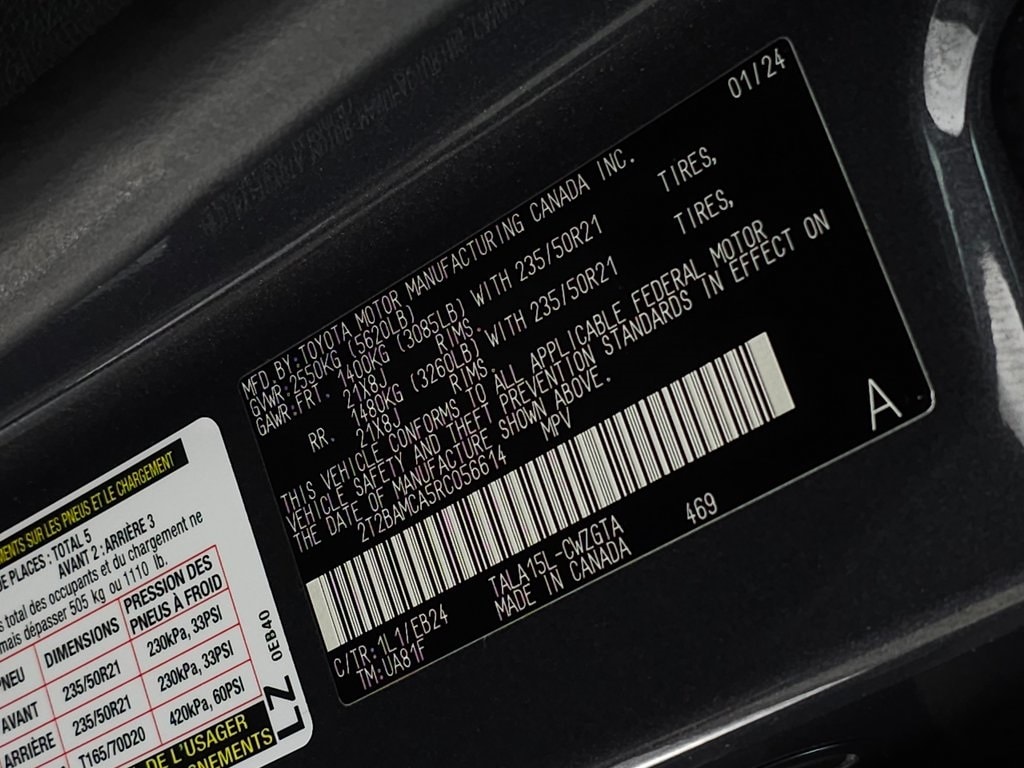 01/24
MFD.BY:TOYOTA MOTOR MANUFACTURING CANADA INC.
GVWR:2550KG (5620LB)
GAWR:FRT. 1400KG (3085LB) WITH 235/50R21 TIRES,
21X8J RIMS.
RR. 1480KG (3260LB) WITH 235/50R21 TIRES,
21X8J RIMS.
THIS VEHICLE CONFORMS TO ALL APPLICABLE FEDERAL MOTOR
VEHICLE SAFETY AND THEFT PREVENTION STANDARDS IN EFFECT ON
THE DATE OF MANUFACTURE SHOWN ABOVE.
2T2BAMCA5RC056614 MPV
A
C/TR:1L1/EB24 TALA15L-CWZGTA 469
TM:UA81F MADE IN CANADA
SUR LES PNEUS ET LE CHARGEMENT
DE PLACES : TOTAL 5
AVANT 2 : ARRIÈRE 3
total des occupants et du chargement ne
mais dépasser 505 kg ou 1110 lb.
PNEU DIMENSIONS PRESSION DES
PNEUS À FROID
AVANT 235/50R21 230kPa, 33PSI
ARRIÈRE 235/50R21 230kPa, 33PSI
T165/70D20 420kPa, 60PSI
DE L'USAGER
0EB40
LZ